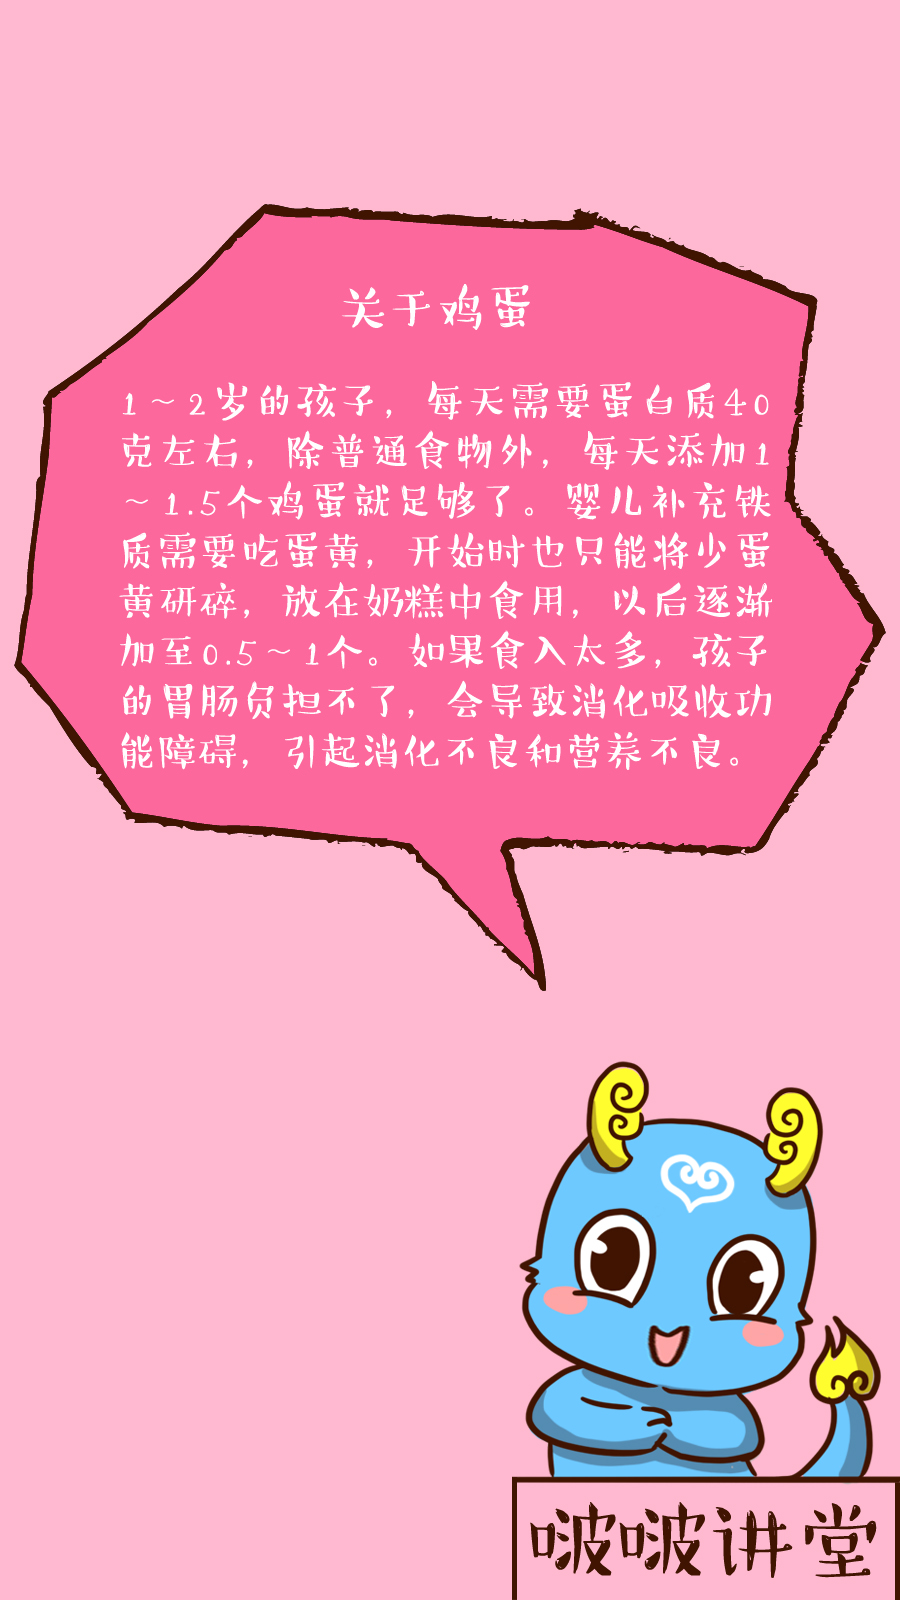 关于鸡蛋
1～2岁的孩子，每天需要蛋白质40
克左右，除普通食物外，每天添加1
～1.5个鸡蛋就足够了。婴儿补充铁
质需要吃蛋黄，开始时也只能将少蛋
黄研碎，放在奶糕中食用，以后逐渐
加至0.5～1个。如果食入太多，孩子
的胃肠负担不了，会导致消化吸收功
能障碍，引起消化不良和营养不良。
啵啵讲堂